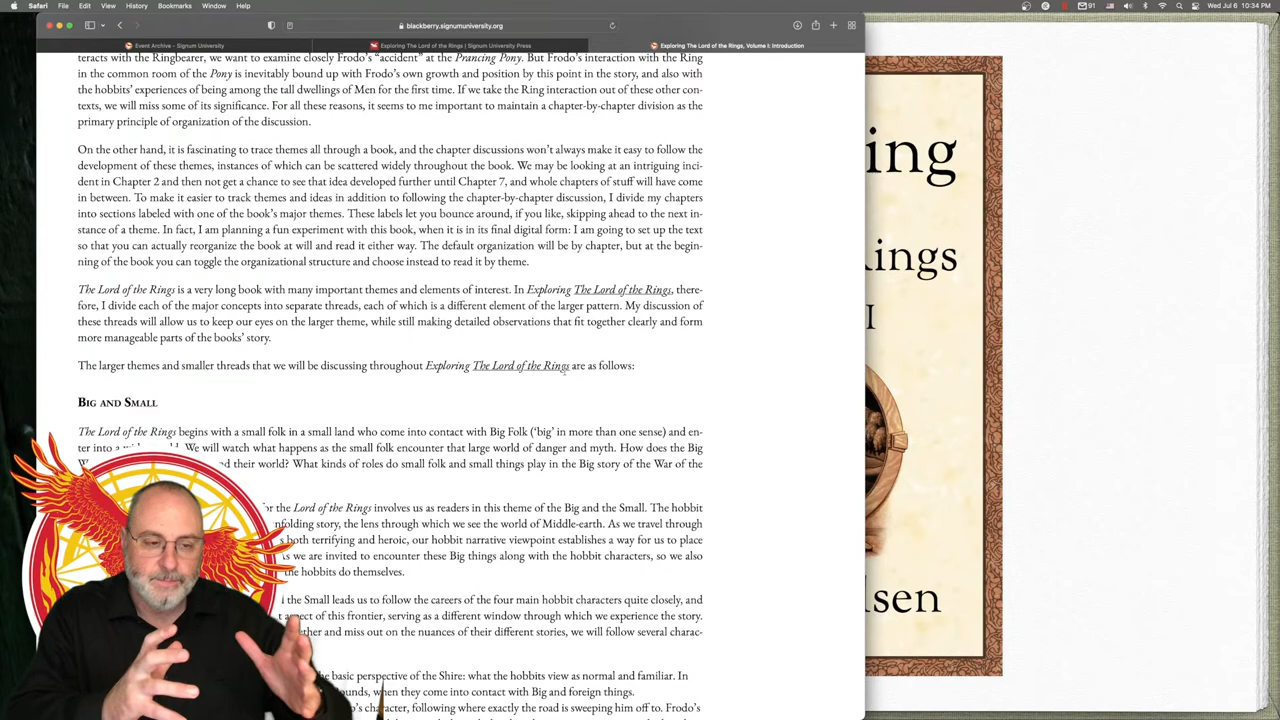 Safari File Edit View History Bookmarks Window Help
91 Wed Jul 6 10:34 PM
blackberry.signumuniversity.org
Event Archive – Signum University
Exploring The Lord of the Rings | Signum University Press
Exploring The Lord of the Rings, Volume I: Introduction
teracts with the Ringbearer, we want to examine closely Frodo's “accident” at the Prancing Pony. But Frodo's interaction with the Ring
in the common room of the Pony is inevitably bound up with Frodo's own growth and position by this point in the story, and also with
the hobbits' experiences of being among the tall dwellings of Men for the first time. If we take the Ring interaction out of these other con-
texts, we will miss some of its significance. For all these reasons, it seems to me important to maintain a chapter-by-chapter division as the
primary principle of organization of the discussion.
On the other hand, it is fascinating to trace themes all through a book, and the chapter discussions won't always make it easy to follow the
development of these themes, instances of which can be scattered widely throughout the book. We may be looking at an intriguing inci-
dent in Chapter 2 and then not get a chance to see that idea developed further until Chapter 7, and whole chapters of stuff will have come
in between. To make it easier to track themes and ideas in addition to following the chapter-by-chapter discussion, I divide my chapters
into sections labeled with one of the book's major themes. These labels let you bounce around, if you like, skipping ahead to the next in-
stance of a theme. In fact, I am planning a fun experiment with this book, when it is in its final digital form: I am going to set up the text
so that you can actually reorganize the book at will and read it either way. The default organization will be by chapter, but at the begin-
ning of the book you can toggle the organizational structure and choose instead to read it by theme.
The Lord of the Rings is a very long book with many important themes and elements of interest. In Exploring The Lord of the Rings, there-
fore, I divide each of the major concepts into separate threads, each of which is a different element of the larger pattern. My discussion of
these threads will allow us to keep our eyes on the larger theme, while still making detailed observations that fit together clearly and form
more manageable parts of the books' story.
The larger themes and smaller threads that we will be discussing throughout Exploring The Lord of the Rings are as follows:
BIG AND SMALL
The Lord of the Rings begins with a small folk in a small land who come into contact with Big Folk ('big' in more than one sense) and en-
ter into a We will watch what happens as the small folk encounter that large world of danger and myth. How does the Big
and their world? What kinds of roles do small folk and small things play in the Big story of the War of the
the Lord of the Rings involves us as readers in this theme of the Big and the Small. The hobbit
nfolding story, the lens through which we see the world of Middle-earth. As we travel through
both terrifying and heroic, our hobbit narrative viewpoint establishes a way for us to place
As we are invited to encounter these Big things along with the hobbit characters, so we also
the hobbits do themselves.
the Small leads us to follow the careers of the four main hobbit characters quite closely, and
aspect of this frontier, serving as a different window through which we experience the story.
and miss out on the nuances of their different stories, we will follow several charac-
the basic perspective of the Shire: what the hobbits view as normal and familiar. In
when they come into contact with Big and foreign things.
character, following where exactly the road is sweeping him off to. Frodo's
ing
Rings
I
lsen